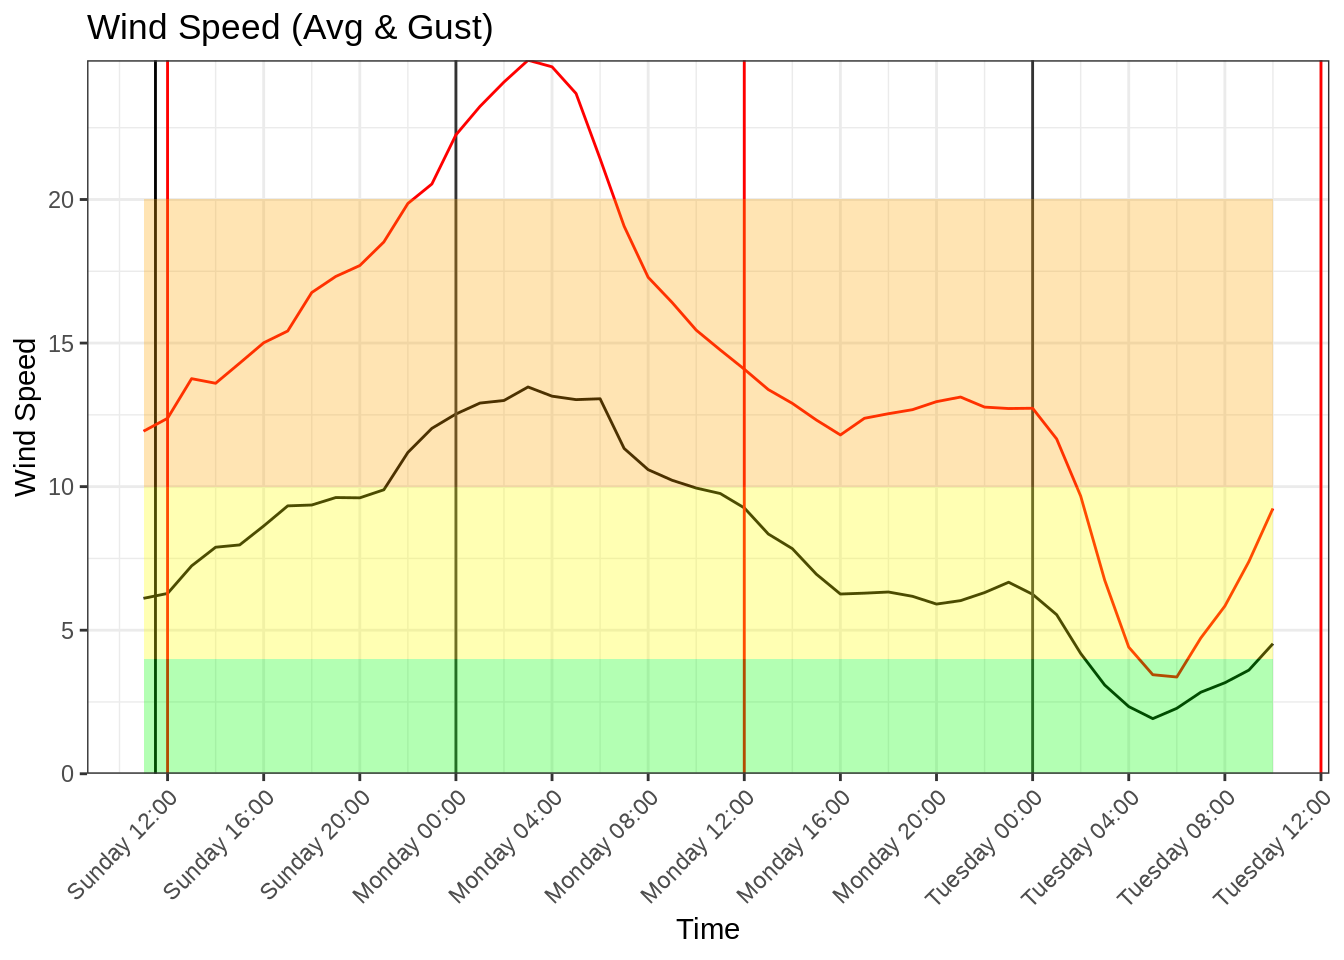 Wind Speed (Avg & Gust)
Wind Speed
20
15
10
5
0
Sunday 12:00
Sunday 16:00
Sunday 20:00
Monday 00:00
Monday 04:00
Monday 08:00
Monday 12:00
Monday 16:00
Monday 20:00
Tuesday 00:00
Tuesday 04:00
Tuesday 08:00
Tuesday 12:00
Time